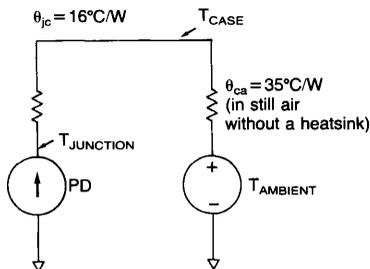 θjc = 16°C/W
TCASE
θca = 35°C/W
(in still air
without a heatsink)
TJUNCTION
PD
+
TAMBIENT
−